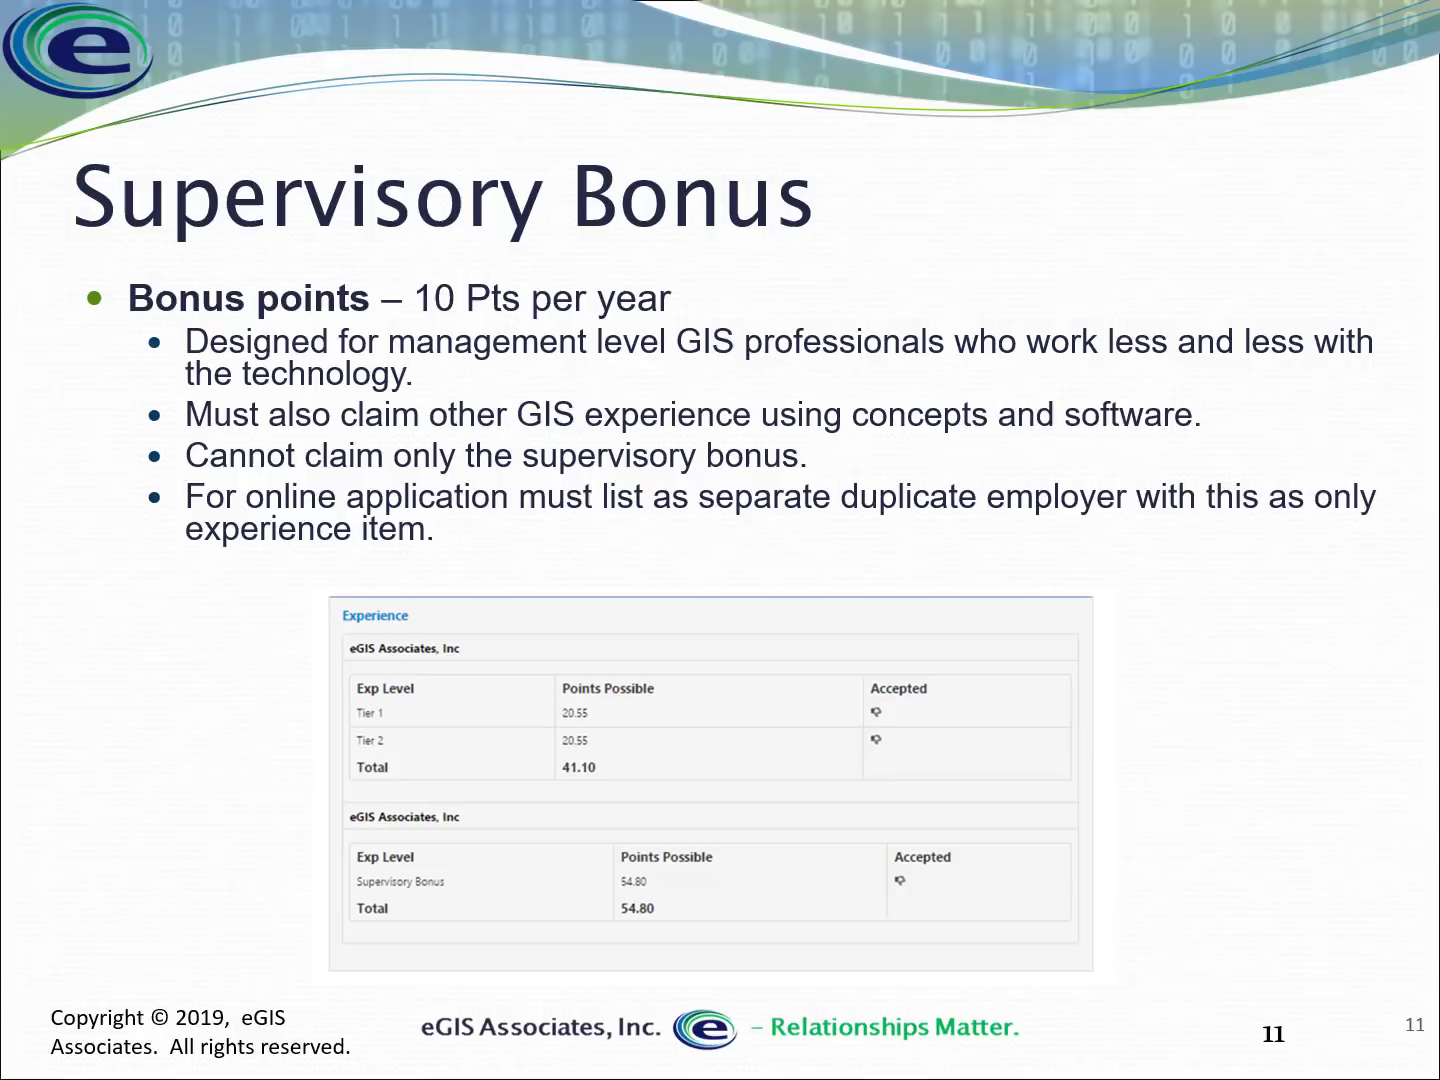 Supervisory Bonus
Bonus points – 10 Pts per year
Designed for management level GIS professionals who work less and less with
the technology.
Must also claim other GIS experience using concepts and software.
Cannot claim only the supervisory bonus.
For online application must list as separate duplicate employer with this as only
experience item.
Experience
eGIS Associates, Inc
Exp Level Points Possible Accepted
Tier 1 20.55
Tier 2 20.55
Total 41.10
eGIS Associates, Inc
Exp Level Points Possible Accepted
Supervisory Bonus 54.80
Total 54.80
Copyright © 2019, eGIS
Associates. All rights reserved.
eGIS Associates, Inc. e – Relationships Matter.
11
11